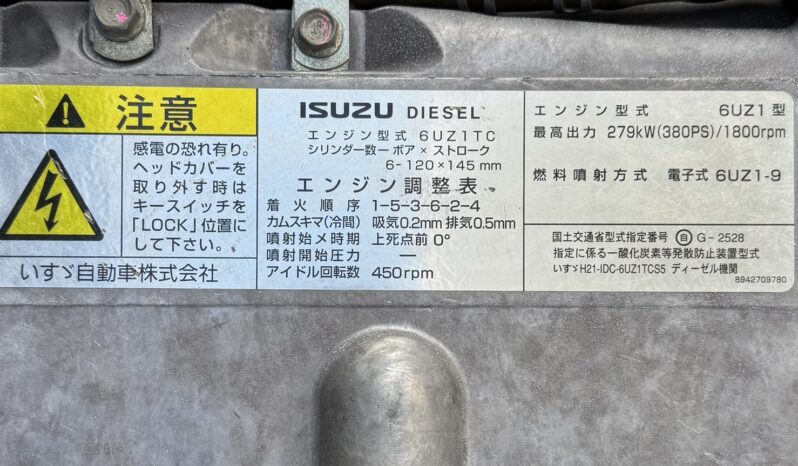 注意
感電の恐れ有り。
ヘッドカバーを
取り外す時は
キースイッチを
「LOCK」位置に
して下さい。
いすゞ自動車株式会社
ISUZU DIESEL
エンジン型式 6UZ1TC
シリンダー数－ボア×ストローク
6－120×145mm
エンジン調整表
着火順序 1-5-3-6-2-4
カムスキマ(冷間) 吸気0.2mm 排気0.5mm
噴射始メ時期 上死点前 0°
噴射開始圧力 ―
アイドル回転数 450rpm
エンジン型式 6UZ1型
最高出力 279kW(380PS)/1800rpm
燃料噴射方式 電子式 6UZ1-9
国土交通省型式指定番号 ㊀自 G-2528
指定に係る一酸化炭素等発散防止装置型式
いすゞH21-IDC-6UZ1TCS5 ディーゼル機関
8942709780